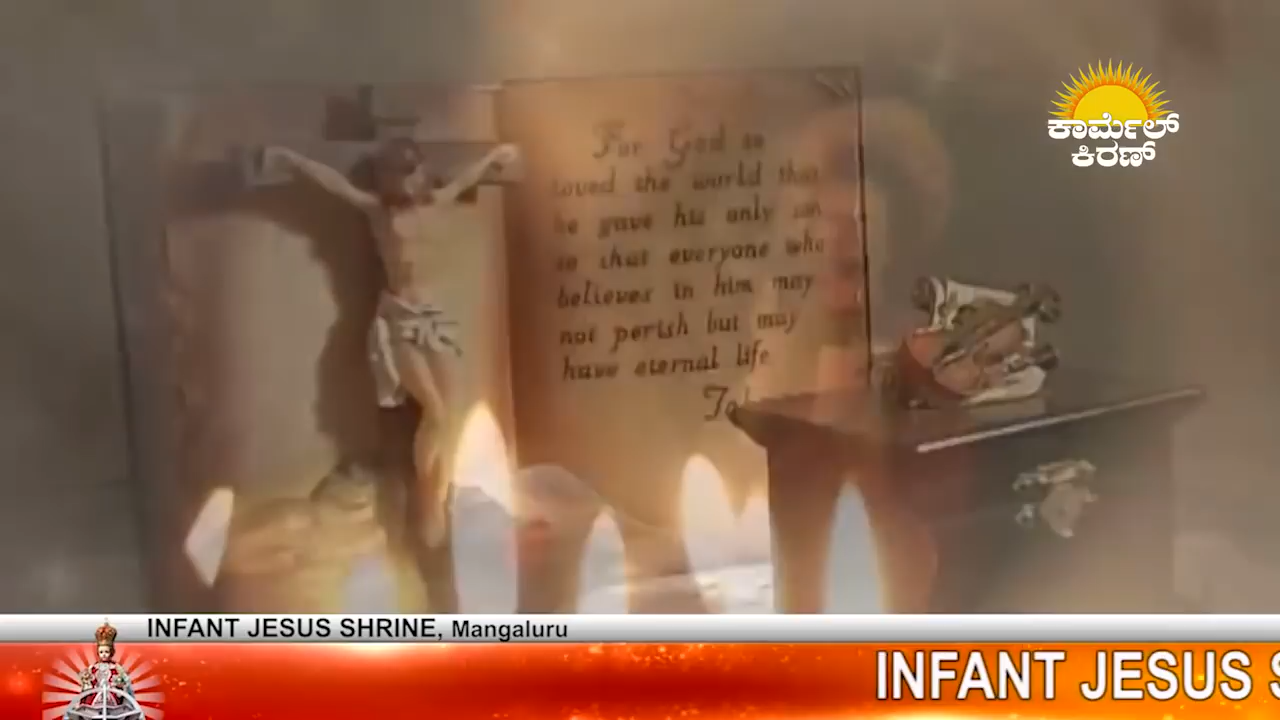 ಕಾರ್ಮೆಲ್
ಕಿರಣ್
For God so
loved the world that
he gave his only son
so that everyone who
believes in him may
not perish but may
have eternal life
INFANT JESUS SHRINE, Mangaluru
INFANT JESUS